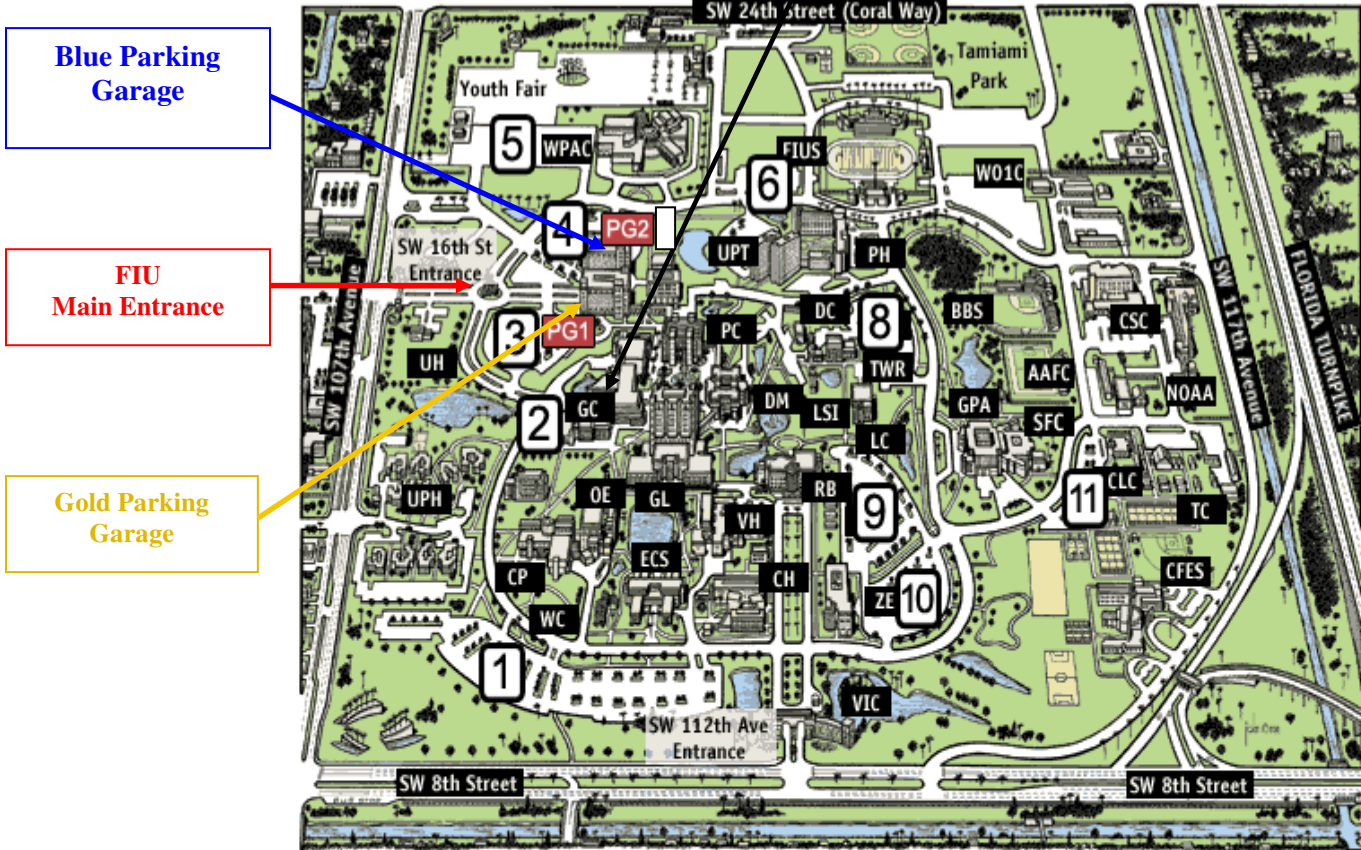 SW 24th Street (Coral Way)
Blue Parking
Garage
Tamiami
Park
Youth Fair
5
WPAC
FIUS
6
WO1C
4
PG2
SW 16th St
Entrance
UPT
PH
FIU
Main Entrance
SW 107th Avenue
SW 117th Avenue
FLORIDA TURNPIKE
3
PG1
PC
DC
8
BBS
CSC
UH
TWR
AAFC
NOAA
2
GC
DM
LSI
GPA
SFC
LC
Gold Parking
Garage
UPH
OE
GL
VH
RB
9
11
CLC
TC
CP
ECS
CH
ZE
10
CFES
WC
1
VIC
SW 112th Ave
Entrance
SW 8th Street
SW 8th Street